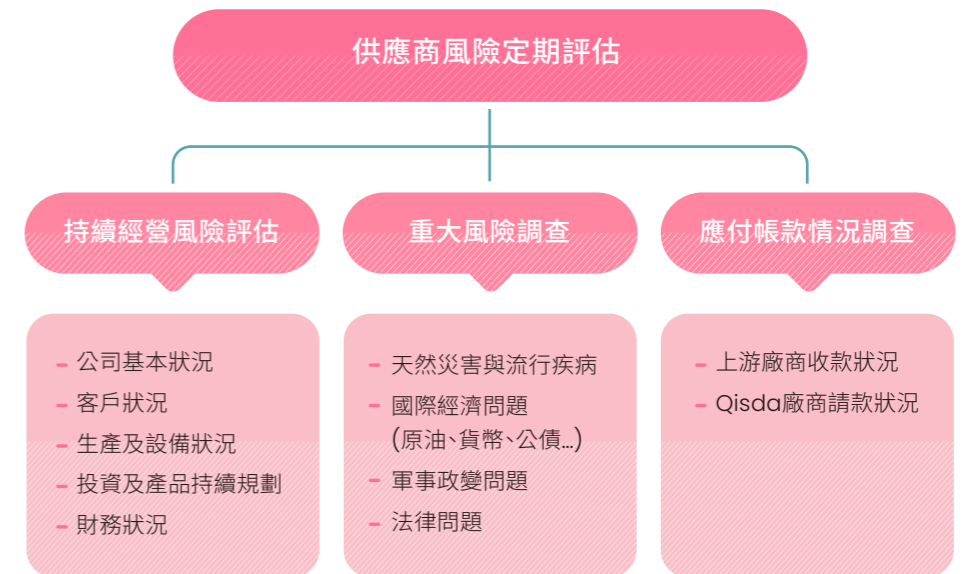 供應商風險定期評估
持續經營風險評估
- 公司基本狀況
- 客戶狀況
- 生產及設備狀況
- 投資及產品持續規劃
- 財務狀況
重大風險調查
- 天然災害與流行疾病
- 國際經濟問題
(原油、貨幣、公債...)
- 軍事政變問題
- 法律問題
應付帳款情況調查
- 上游廠商收款狀況
- Qisda廠商請款狀況